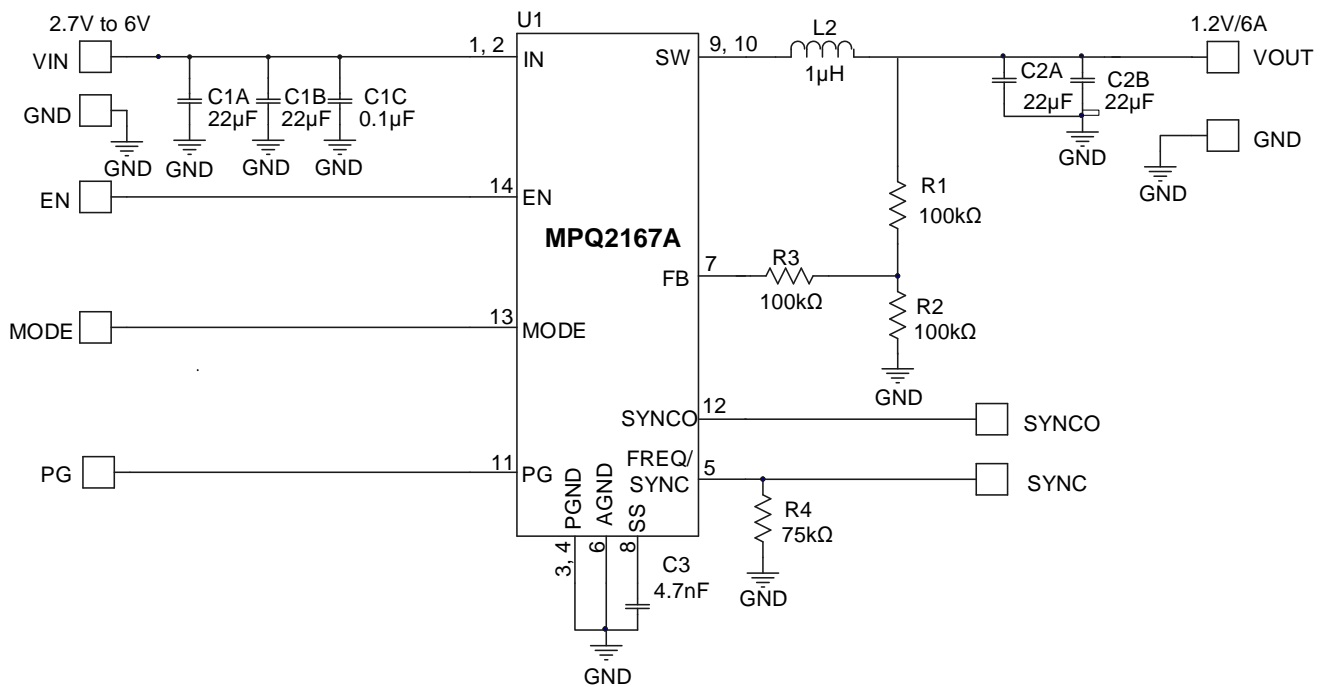 2.7V to 6V
U1
1.2V/6A
VIN
1, 2
IN
SW
9, 10
L2
1µH
VOUT
C1A
22µF
C1B
22µF
C1C
0.1µF
C2A
22µF
C2B
22µF
GND
GND
GND
GND
GND
GND
GND
GND
EN
14
EN
R1
100kΩ
MPQ2167A
FB
7
R3
100kΩ
R2
100kΩ
GND
MODE
13
MODE
SYNCO
12
SYNCO
PG
11
PG
FREQ/
SYNC
5
SYNC
R4
75kΩ
GND
PGND
AGND
SS
3, 4
6
8
C3
4.7nF
GND